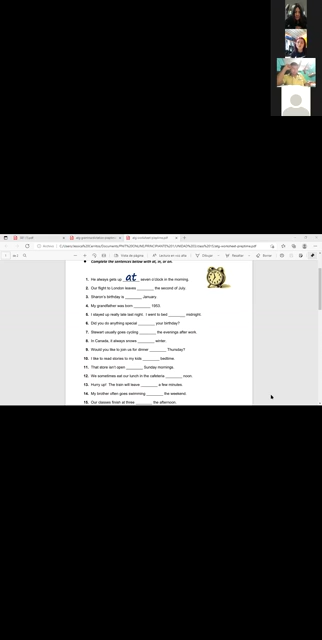 Complete the sentences below with at, in, or on.
1. He always gets up at seven o'clock in the morning.
2. Our flight to London leaves ________ the second of July.
3. Sharon's birthday is ________ January.
4. My grandfather was born ________ 1903.
5. I stayed up really late last night. I went to bed ________ midnight.
6. Did you do anything special ________ your birthday?
7. Stewart usually goes cycling ________ the evenings after work.
8. In Canada, it always snows ________ winter.
9. Would you like to join us for dinner ________ Thursday?
10. I like to read stories to my kids ________ bedtime.
11. That store isn't open ________ Sunday mornings.
12. We sometimes eat our lunch in the cafeteria ________ noon.
13. Hurry up! The train will leave ________ a few minutes.
14. My brother often goes swimming ________ the weekend.
15. Our classes finish at three ________ the afternoon.